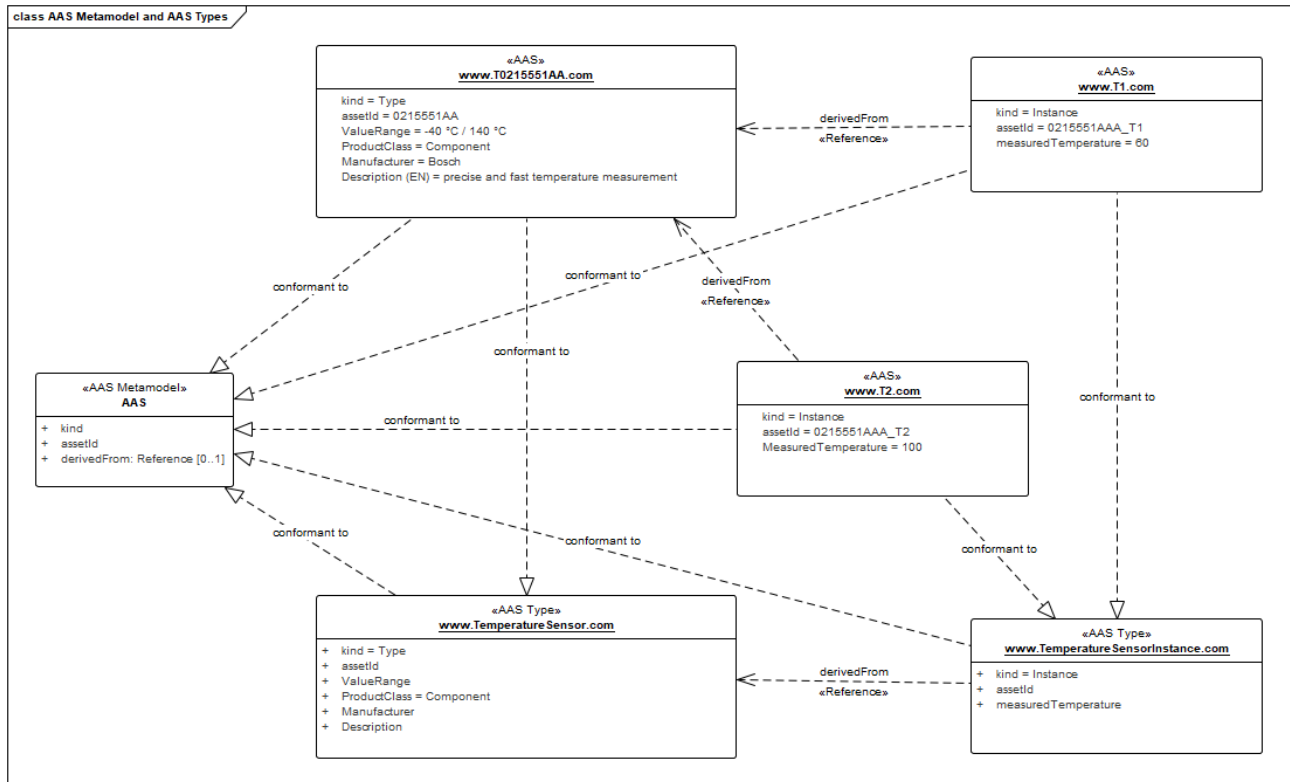 class AAS Metamodel and AAS Types
«AAS»
www.T0215551AA.com
kind = Type
assetId = 0215551AA
ValueRange = -40 °C / 140 °C
ProductClass = Component
Manufacturer = Bosch
Description (EN) = precise and fast temperature measurement
«AAS»
www.T1.com
kind = Instance
assetId = 0215551AAA_T1
measuredTemperature = 60
derivedFrom
«Reference»
conformant to
conformant to
derivedFrom
«Reference»
conformant to
«AAS Metamodel»
AAS
+ kind
+ assetId
+ derivedFrom: Reference [0..1]
«AAS»
www.T2.com
kind = Instance
assetId = 0215551AAA_T2
MeasuredTemperature = 100
conformant to
conformant to
conformant to
conformant to
conformant to
«AAS Type»
www.TemperatureSensor.com
+ kind = Type
+ assetId
+ ValueRange
+ ProductClass = Component
+ Manufacturer
+ Description
derivedFrom
«Reference»
«AAS Type»
www.TemperatureSensorInstance.com
+ kind = Instance
+ assetId
+ measuredTemperature